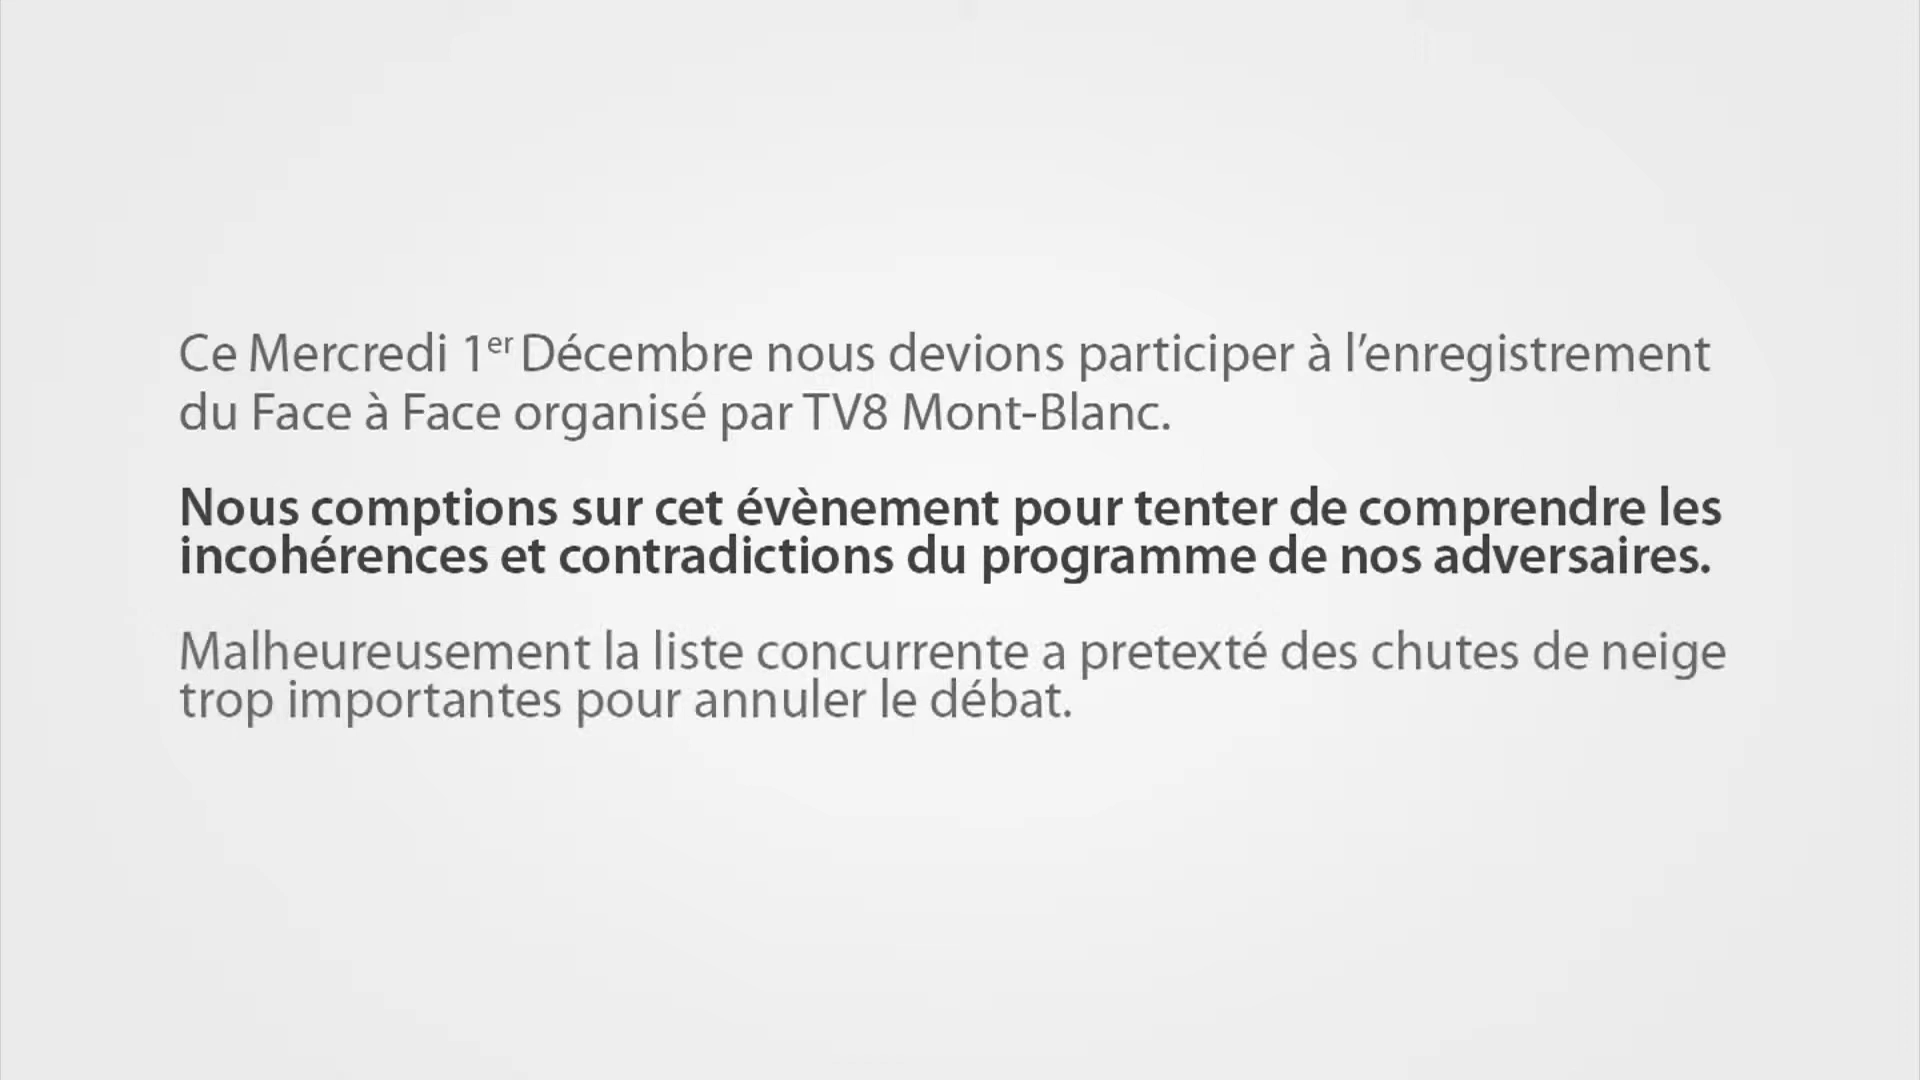 Ce Mercredi 1er Décembre nous devions participer à l’enregistrement
du Face à Face organisé par TV8 Mont-Blanc.
Nous comptions sur cet évènement pour tenter de comprendre les
incohérences et contradictions du programme de nos adversaires.
Malheureusement la liste concurrente a pretexté des chutes de neige
trop importantes pour annuler le débat.